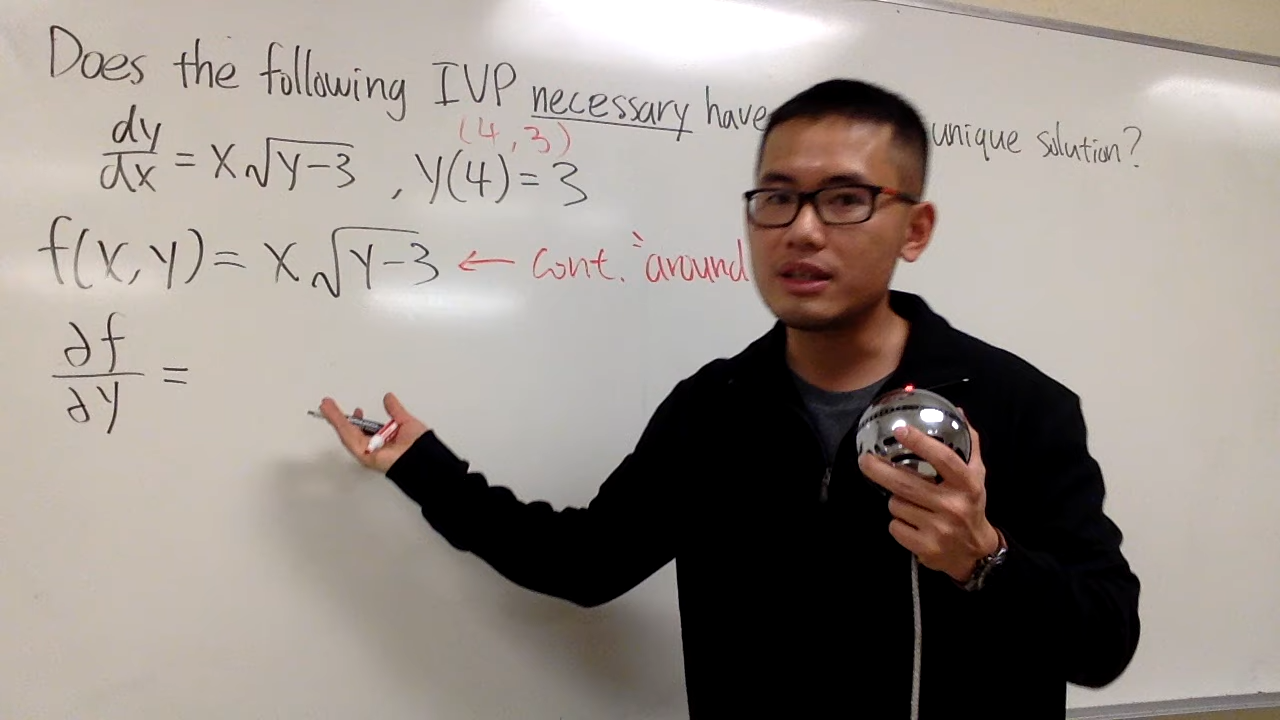 Does the following IVP necessary have unique solution?
(4, 3)
dy/dx = x√(y-3) , y(4) = 3
f(x, y) = x√(y-3) ← cont. "around
∂f/∂y =